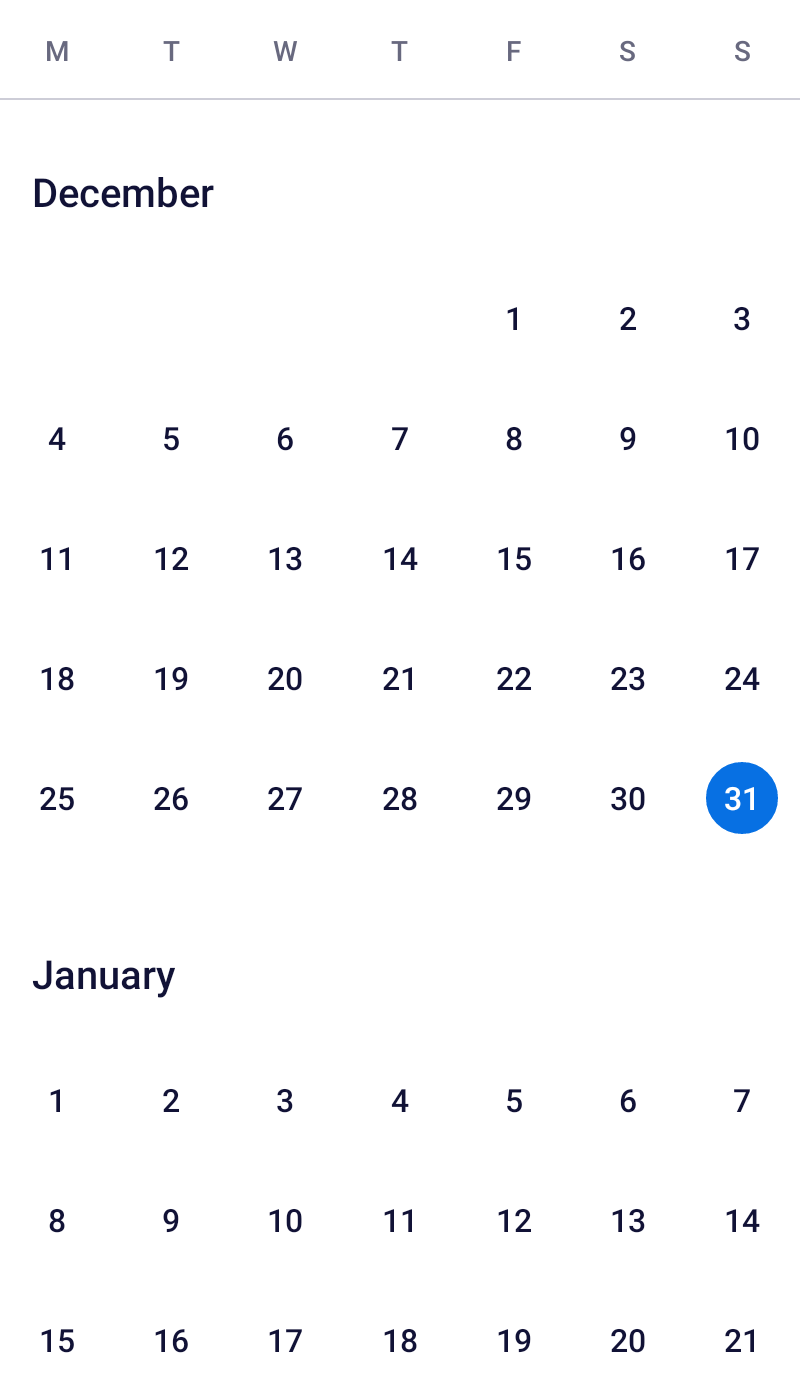 M T W T F S S
December
1 2 3
4 5 6 7 8 9 10
11 12 13 14 15 16 17
18 19 20 21 22 23 24
25 26 27 28 29 30 31
January
1 2 3 4 5 6 7
8 9 10 11 12 13 14
15 16 17 18 19 20 21